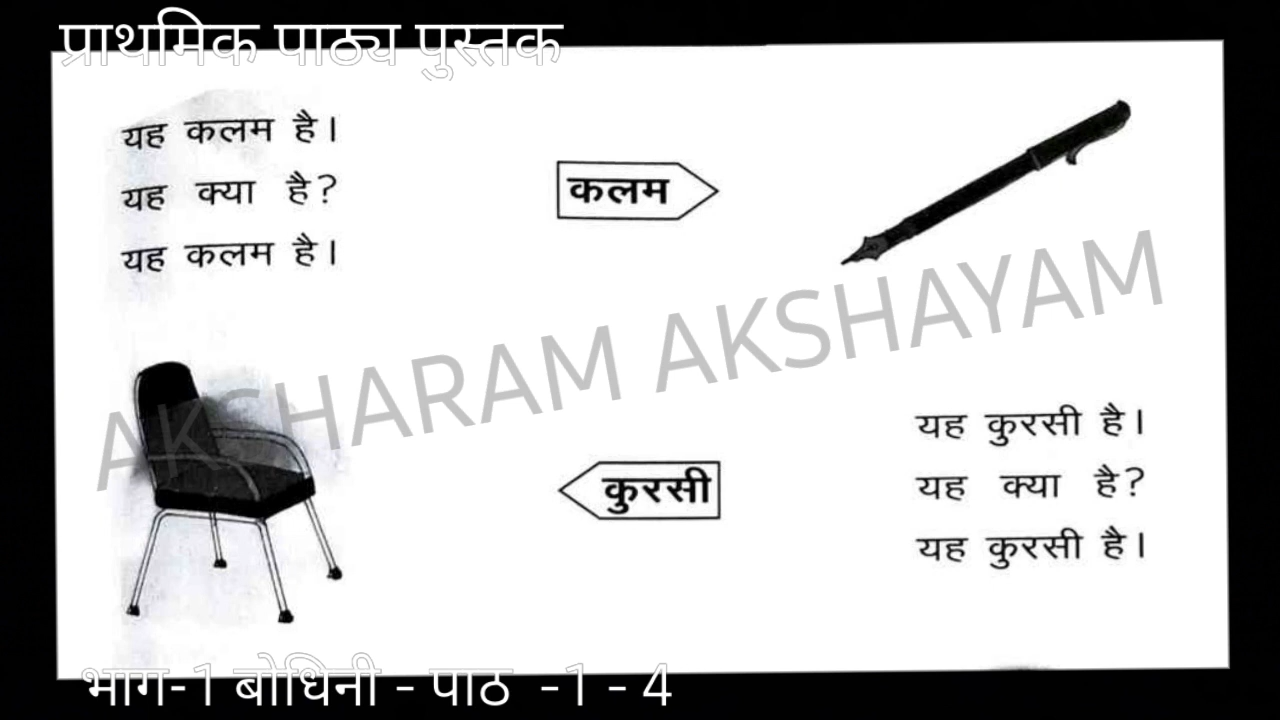 प्राथमिक पाठ्य पुस्तक
यह कलम है।
यह क्या है?
यह कलम है।
कलम
AKSHARAM AKSHAYAM
कुरसी
यह कुरसी है।
यह क्या है?
यह कुरसी है।
भाग-1 बोधिनी - पाठ -1 - 4